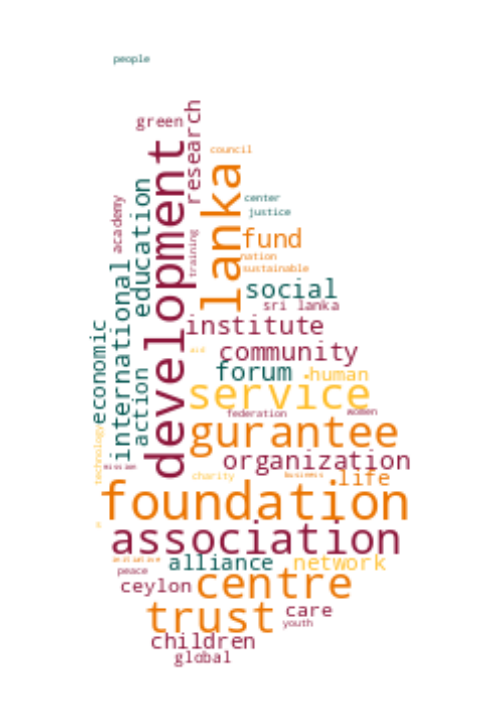 people
green
research
development
council
lanka
education
academy
center
justice
training
fund
nation
sustainable
international
social
sri lanka
economic
institute
aid
community
forum
human
action
service
federation
women
gurantee
technology
organization
mission
charity
business
life
foundation
association
initiative
alliance
network
peace
ceylon
centre
trust
care
youth
children
global